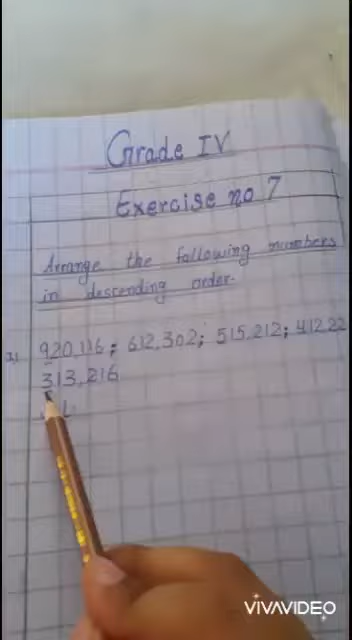 Grade IV
Exercise no 7
Arrange the following numbers
in descending order.
920,116; 612,302; 515,212; 412,22
313,216
VIVAVIDEO